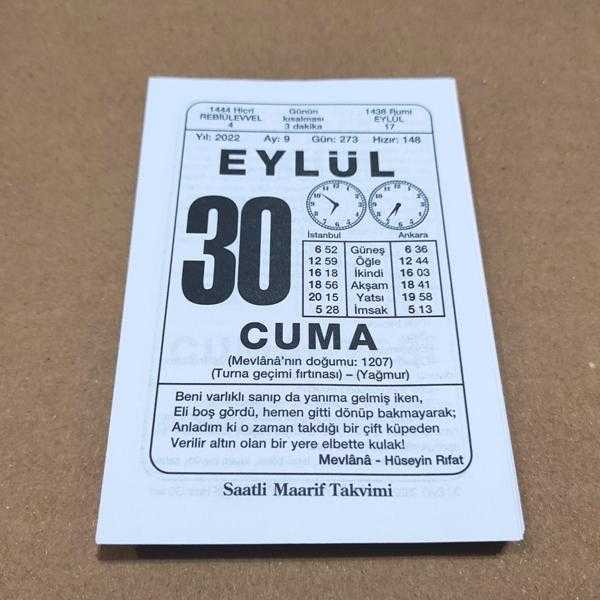 1444 Hicri
REBİÜLEVVEL
4
Günün
kısalması
3 dakika
1438 Rumi
EYLÜL
17
Yıl: 2022 Ay: 9 Gün: 273 Hızır: 148
EYLÜL
30
İstanbul Ankara
6 52 Güneş 6 36
12 59 Öğle 12 44
16 18 İkindi 16 03
18 56 Akşam 18 41
20 15 Yatsı 19 58
5 28 İmsak 5 13
CUMA
(Mevlânâ'nın doğumu: 1207)
(Turna geçimi fırtınası) – (Yağmur)
Beni varlıklı sanıp da yanıma gelmiş iken,
Eli boş gördü, hemen gitti dönüp bakmayarak;
Anladım ki o zaman takdığı bir çift küpeden
Verilir altın olan bir yere elbette kulak!
Mevlânâ - Hüseyin Rıfat
Saatli Maarif Takvimi